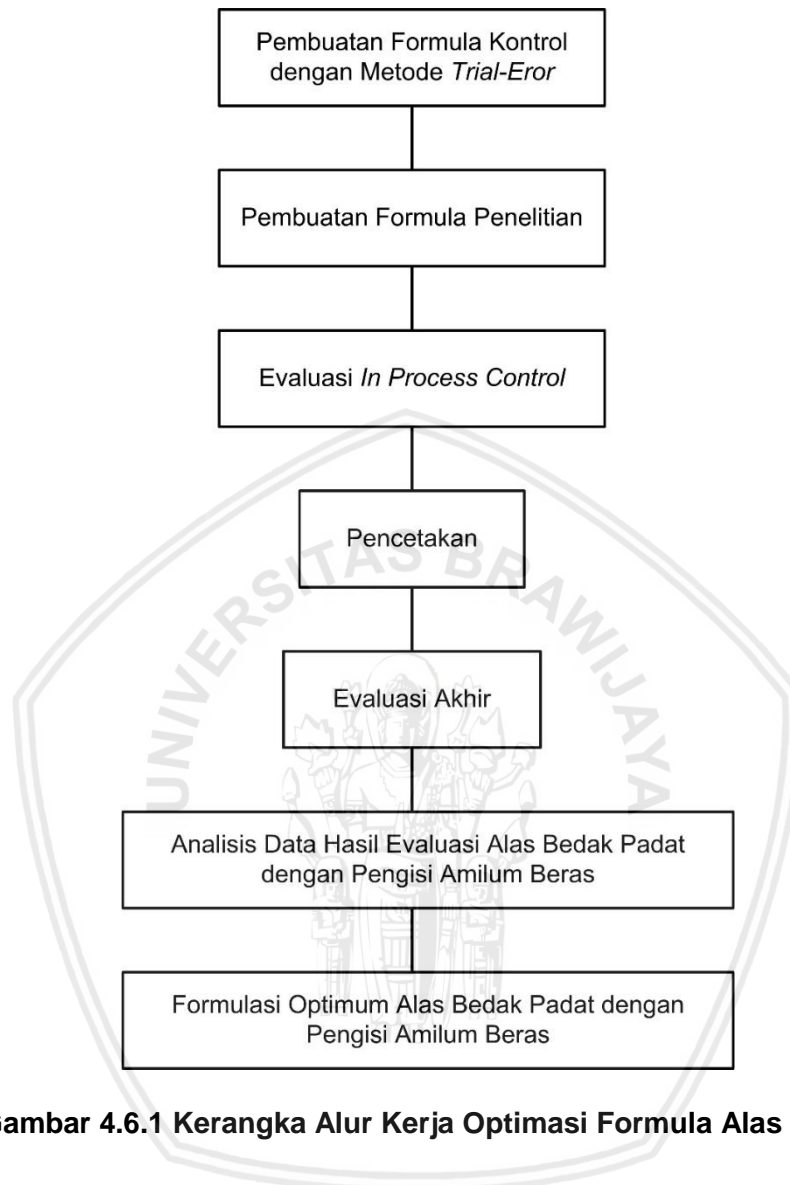 Pembuatan Formula Kontrol
dengan Metode Trial-Eror
Pembuatan Formula Penelitian
Evaluasi In Process Control
Pencetakan
UNIVERSITAS BRAWIJAYA
Evaluasi Akhir
Analisis Data Hasil Evaluasi Alas Bedak Padat
dengan Pengisi Amilum Beras
Formulasi Optimum Alas Bedak Padat dengan
Pengisi Amilum Beras
Gambar 4.6.1 Kerangka Alur Kerja Optimasi Formula Alas